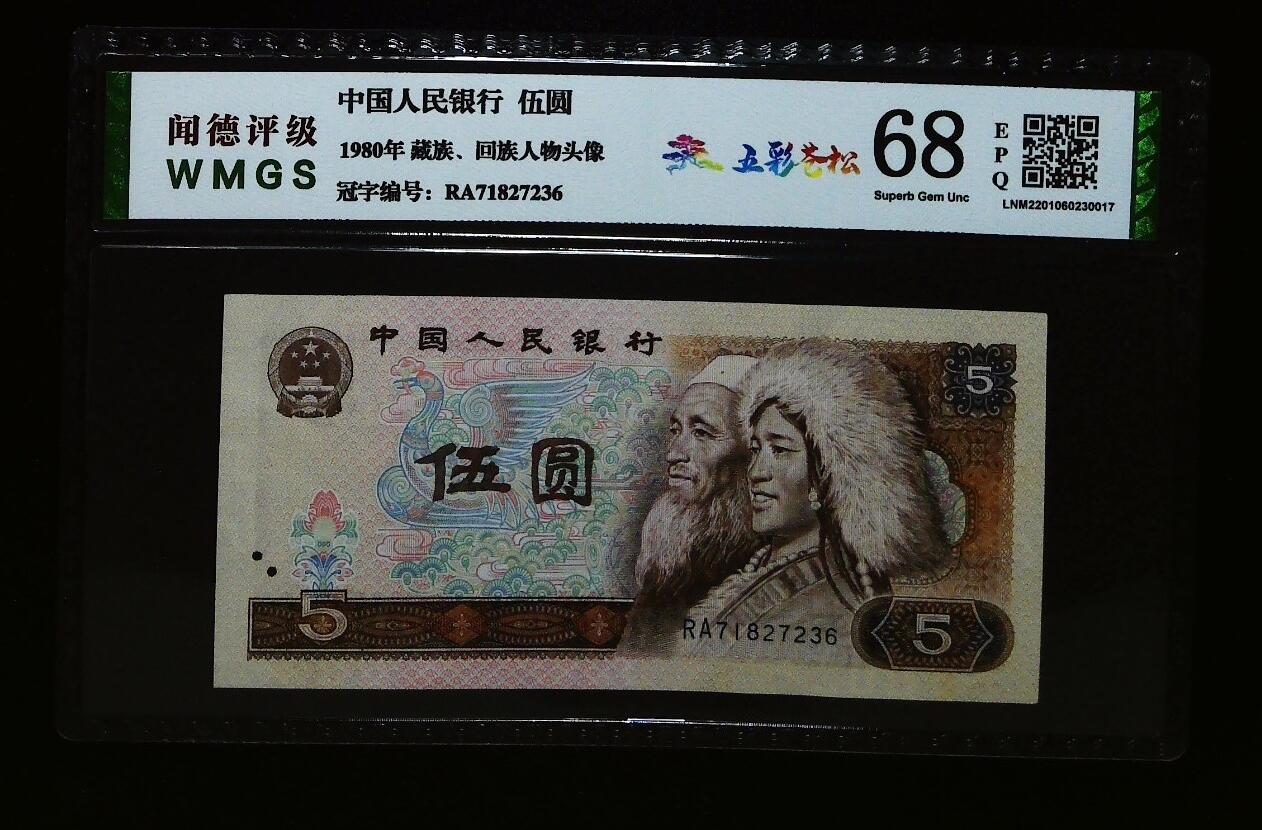 闻德评级
WMGS
中国人民银行 伍圆
1980年 藏族、回族人物头像
冠字编号：RA71827236
五彩苍松
68
Superb Gem Unc
EPQ
LNM2201060230017
中国人民银行
5
伍圆
5
RA71827236
5